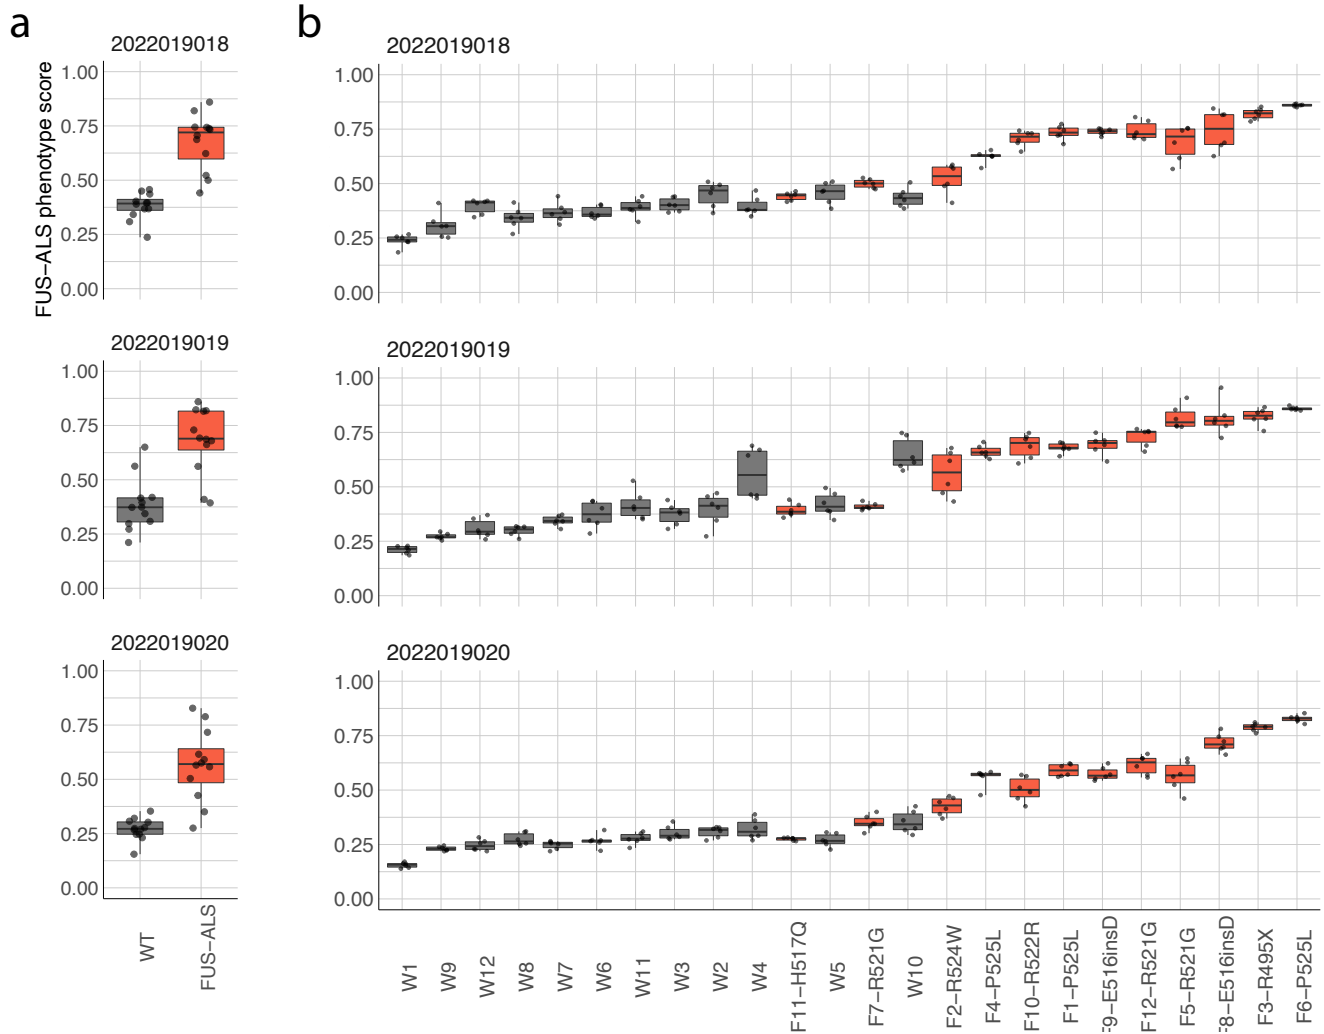 a
b
FUS−ALS phenotype score
2022019018
1.00
0.75
0.50
0.25
0.00
2022019019
1.00
0.75
0.50
0.25
0.00
2022019020
1.00
0.75
0.50
0.25
0.00
WT
FUS−ALS
2022019018
1.00
0.75
0.50
0.25
0.00
2022019019
1.00
0.75
0.50
0.25
0.00
2022019020
1.00
0.75
0.50
0.25
0.00
W1
W9
W12
W8
W7
W6
W11
W3
W2
W4
F11−H517Q
W5
F7−R521G
W10
F2−R524W
F4−P525L
F10−R522R
F1−P525L
F9−E516insD
F12−R521G
F5−R521G
F8−E516insD
F3−R495X
F6−P525L